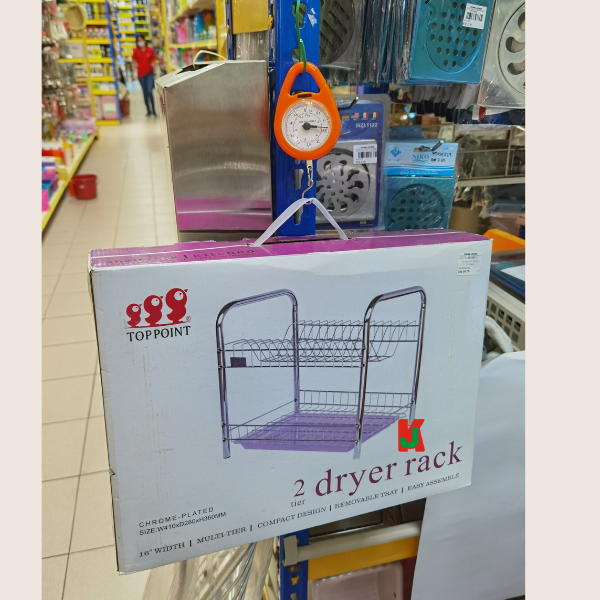 TOPPOINT
®
JK
2 dryer rack
tier
CHROME-PLATED
SIZE:W410xD280xH360MM
16" WIDTH | MULTI-TIER | COMPACT DESIGN | REMOVABLE TRAY | EASY ASSEMBLE